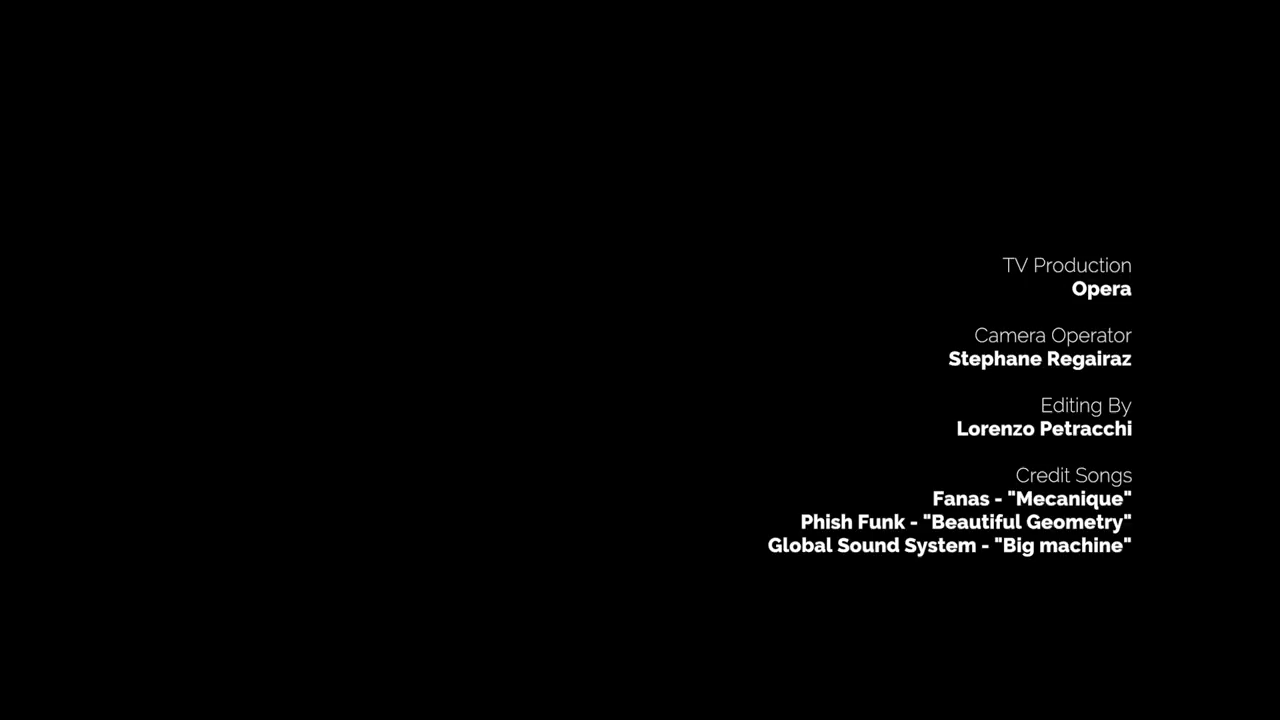 TV Production
Opera
Camera Operator
Stephane Regairaz
Editing By
Lorenzo Petracchi
Credit Songs
Fanas - "Mecanique"
Phish Funk - "Beautiful Geometry"
Global Sound System - "Big machine"